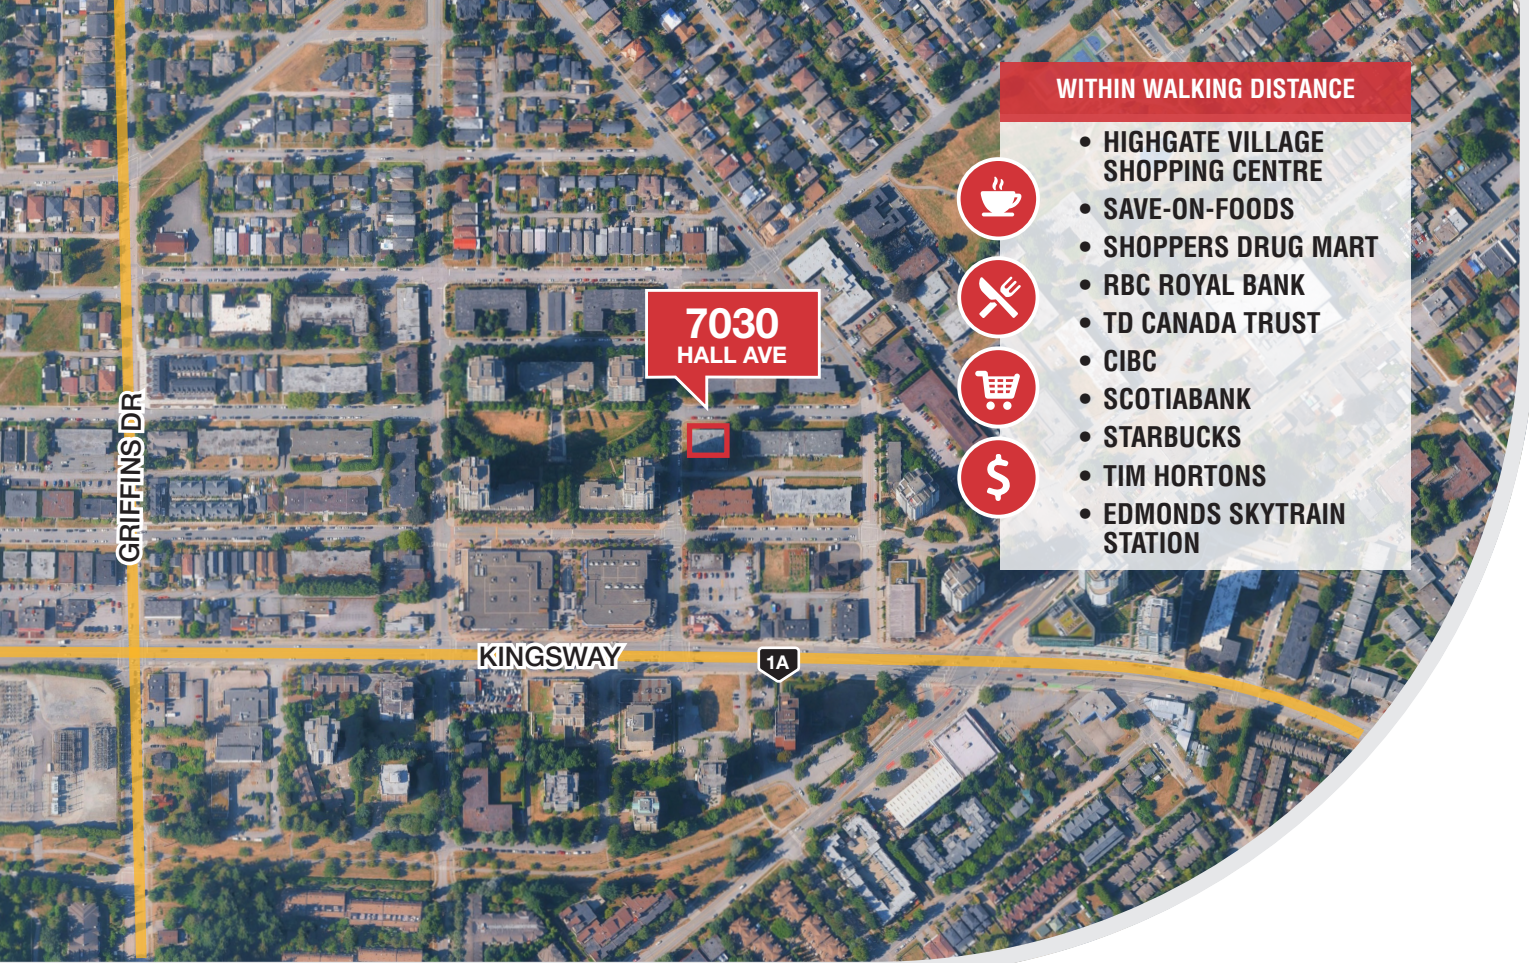 WITHIN WALKING DISTANCE
• HIGHGATE VILLAGE
SHOPPING CENTRE
• SAVE-ON-FOODS
• SHOPPERS DRUG MART
• RBC ROYAL BANK
• TD CANADA TRUST
• CIBC
• SCOTIABANK
• STARBUCKS
• TIM HORTONS
• EDMONDS SKYTRAIN
STATION
$
7030
HALL AVE
GRIFFINS DR
KINGSWAY
1A